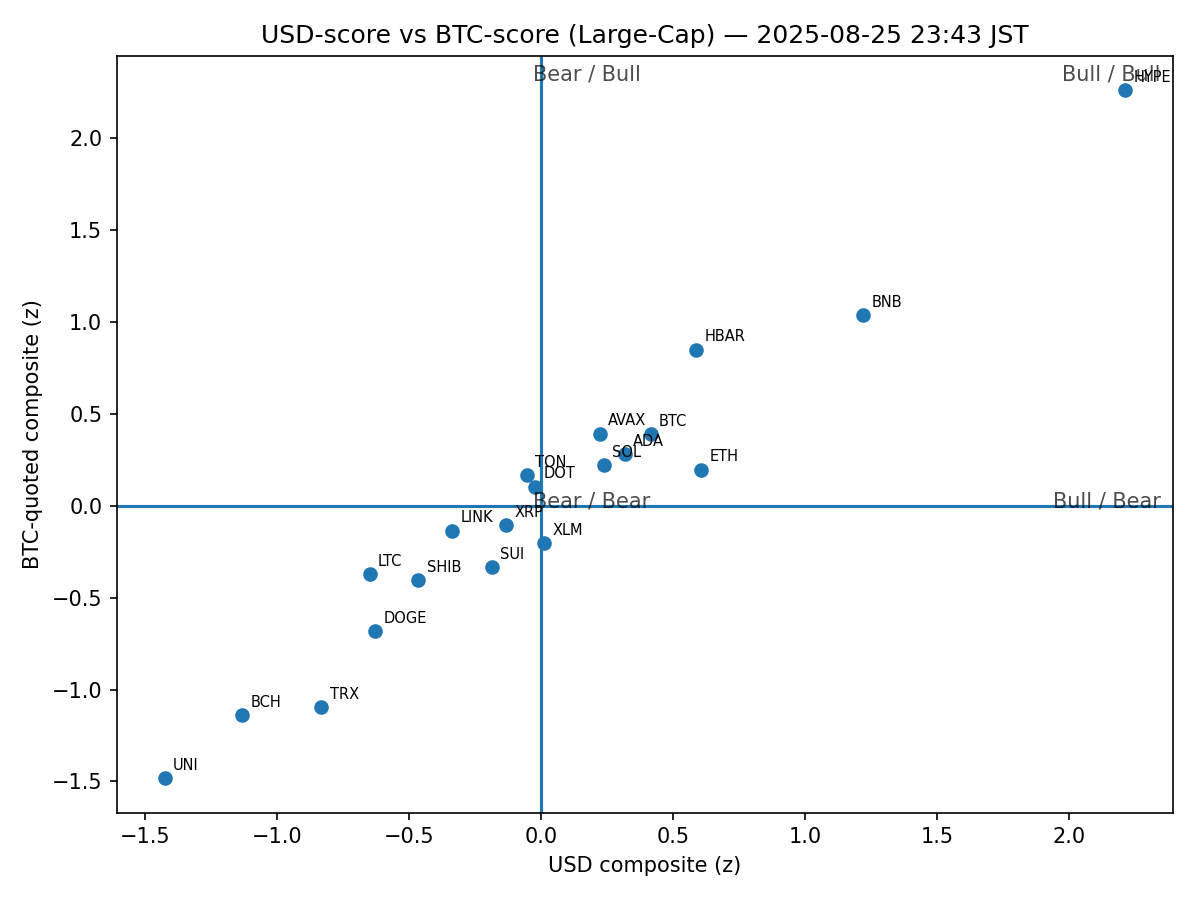 USD-score vs BTC-score (Large-Cap) — 2025-08-25 23:43 JST
Bear / Bull
Bull / Bull
HYPE
BNB
HBAR
AVAX
BTC
ADA
SOL
ETH
TON
DOT
Bear / Bear
Bull / Bear
XRP
LINK
XLM
SUI
LTC
SHIB
DOGE
TRX
BCH
UNI
2.0
1.5
1.0
0.5
0.0
−0.5
−1.0
−1.5
BTC-quoted composite (z)
−1.5
−1.0
−0.5
0.0
0.5
1.0
1.5
2.0
USD composite (z)